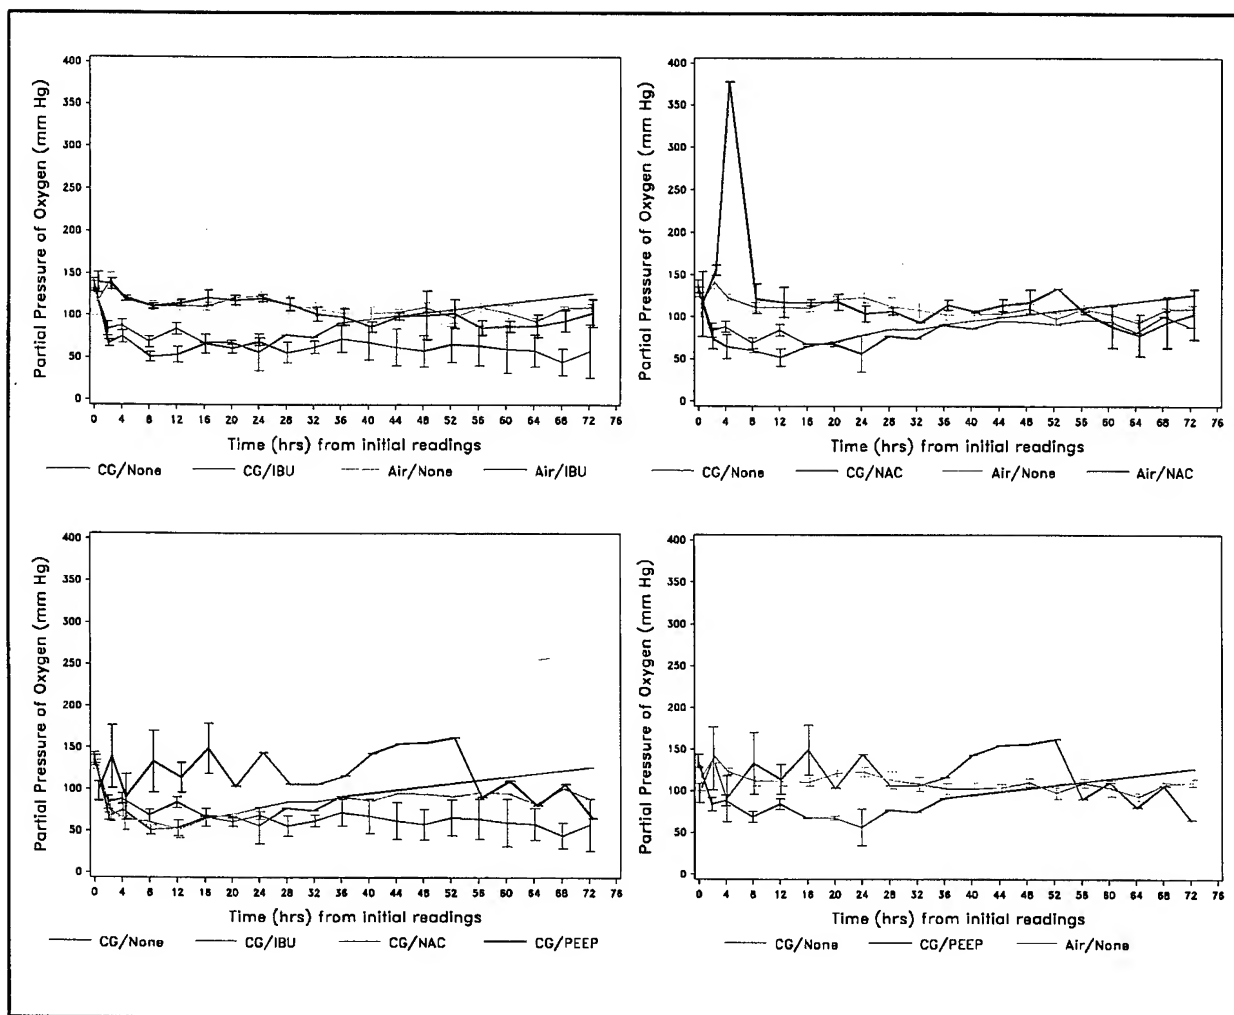 Partial Pressure of Oxygen (mm Hg)
400
350
300
250
200
150
100
50
0
0 4 8 12 16 20 24 28 32 36 40 44 48 52 56 60 64 68 72 76
Time (hrs) from initial readings
CG/None CG/IBU Air/None Air/IBU
Partial Pressure of Oxygen (mm Hg)
400
350
300
250
200
150
100
50
0
0 4 8 12 16 20 24 28 32 36 40 44 48 52 56 60 64 68 72 76
Time (hrs) from initial readings
CG/None CG/NAC Air/None Air/NAC
Partial Pressure of Oxygen (mm Hg)
400
350
300
250
200
150
100
50
0
0 4 8 12 16 20 24 28 32 36 40 44 48 52 56 60 64 68 72 76
Time (hrs) from initial readings
CG/None CG/IBU CG/NAC CG/PEEP
Partial Pressure of Oxygen (mm Hg)
400
350
300
250
200
150
100
50
0
0 4 8 12 16 20 24 28 32 36 40 44 48 52 56 60 64 68 72 76
Time (hrs) from initial readings
CG/None CG/PEEP Air/None